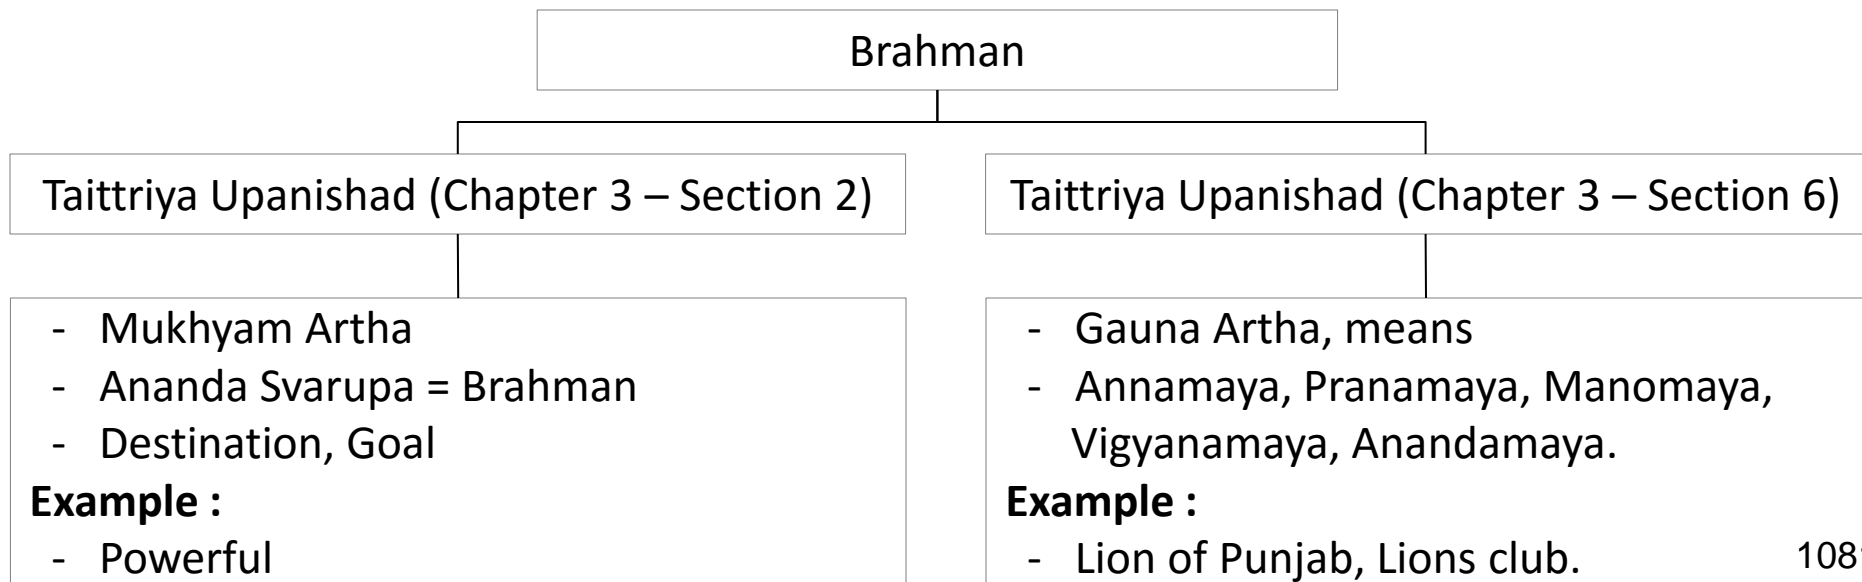 Brahman
Taittriya Upanishad (Chapter 3 – Section 2)
- Mukhyam Artha
- Ananda Svarupa = Brahman
- Destination, Goal
Example :
- Powerful
Taittriya Upanishad (Chapter 3 – Section 6)
- Gauna Artha, means
- Annamaya, Pranamaya, Manomaya,
Vigyanamaya, Anandamaya.
Example :
- Lion of Punjab, Lions club.